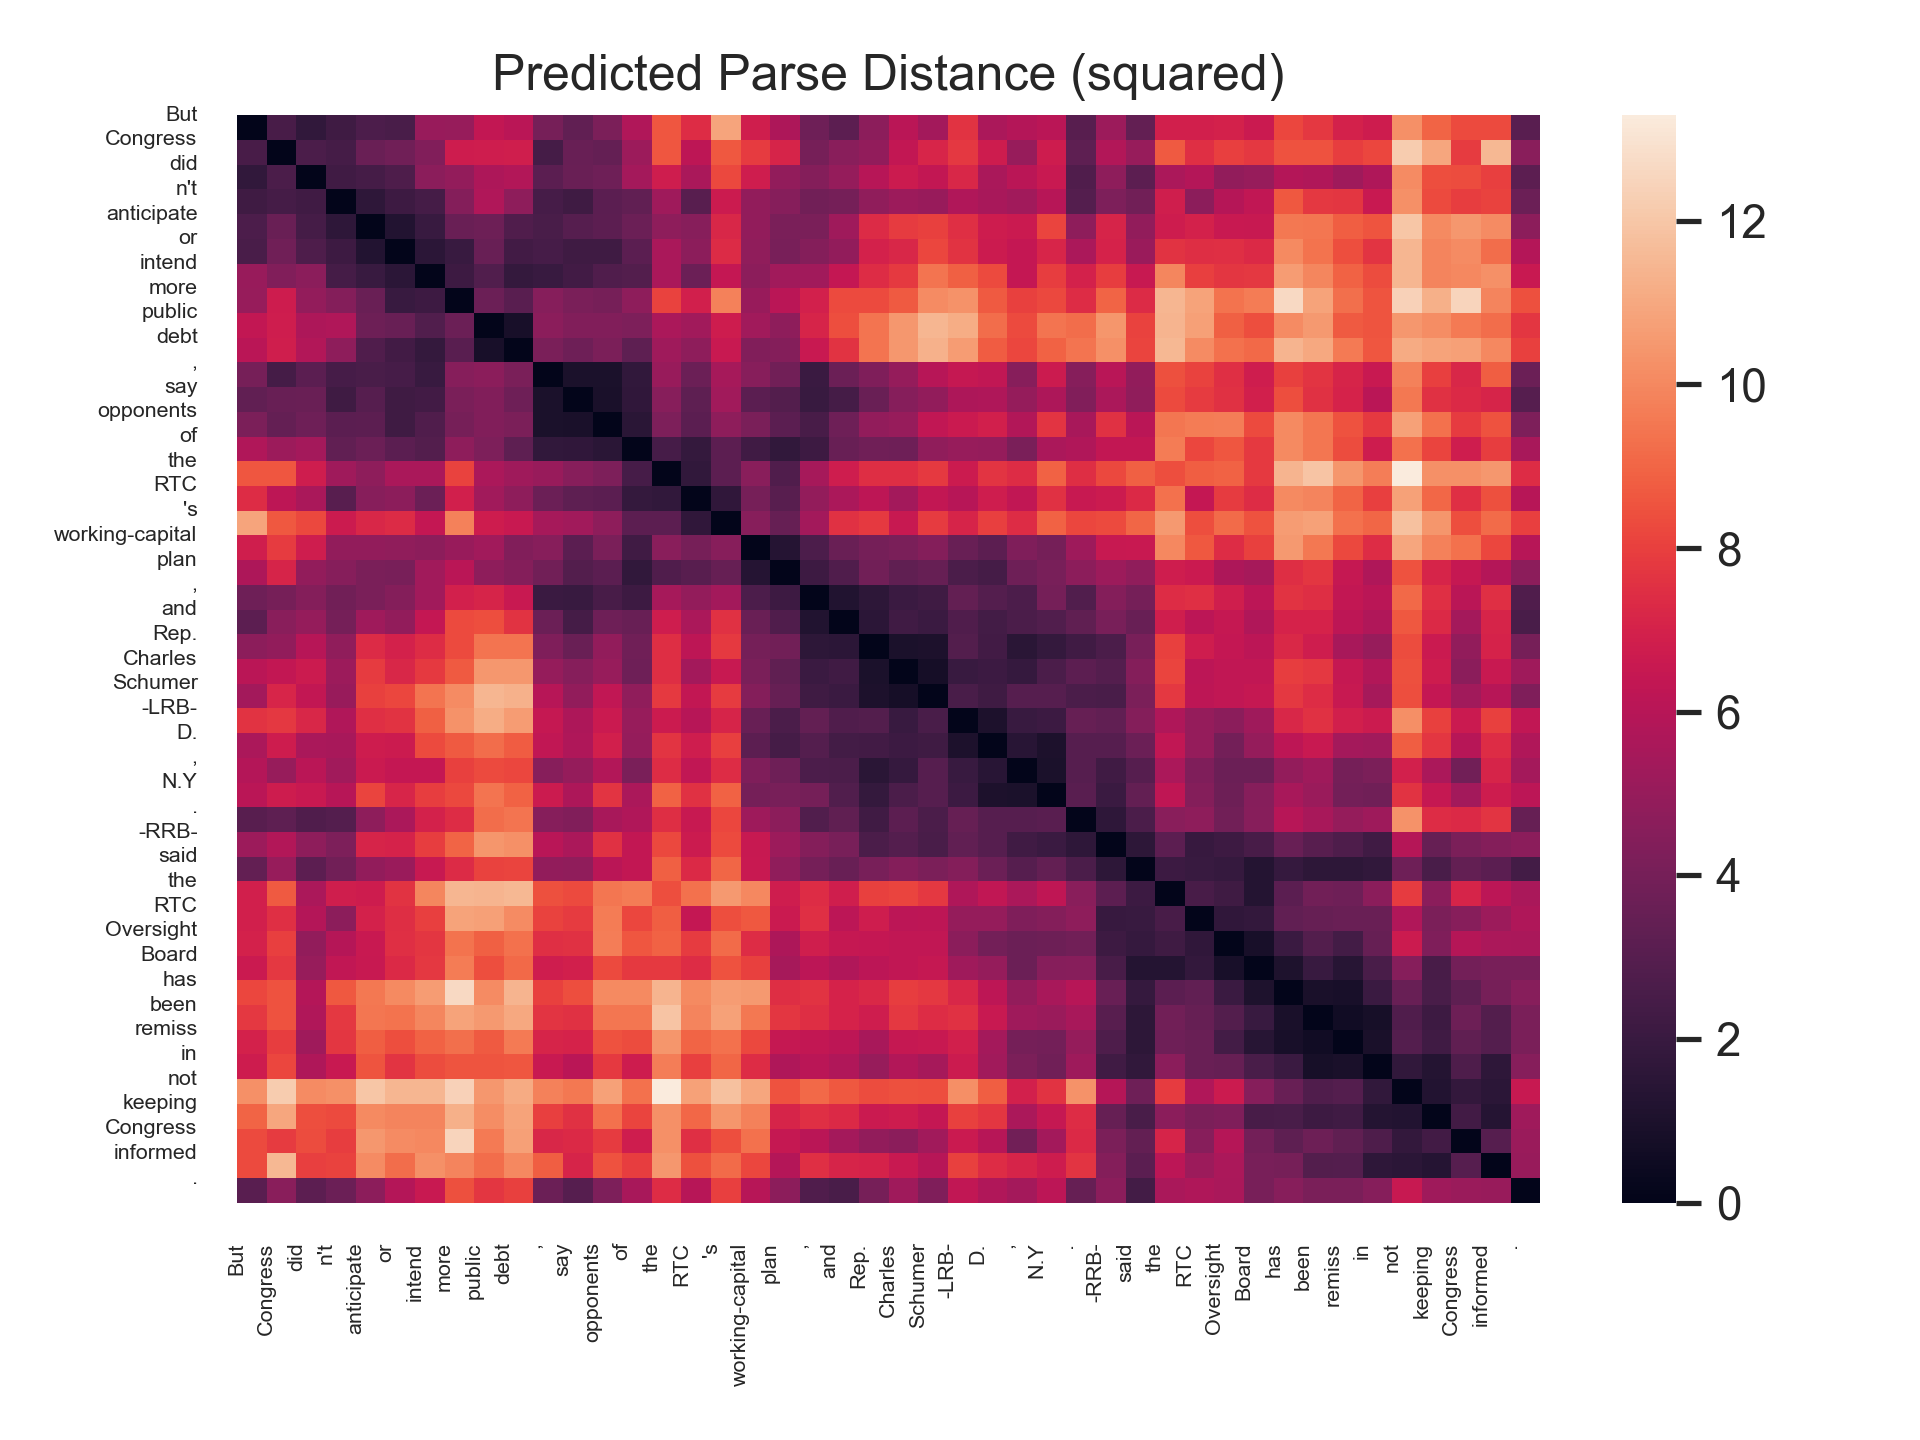 Predicted Parse Distance (squared)
But
Congress
did
n't
anticipate
or
intend
more
public
debt
,
say
opponents
of
the
RTC
's
working-capital
plan
,
and
Rep.
Charles
Schumer
-LRB-
D.
,
N.Y
.
-RRB-
said
the
RTC
Oversight
Board
has
been
remiss
in
not
keeping
Congress
informed
.
12
10
8
6
4
2
0
But
Congress
did
n't
anticipate
or
intend
more
public
debt
,
say
opponents
of
the
RTC
's
working-capital
plan
,
and
Rep.
Charles
Schumer
-LRB-
D.
,
N.Y
.
-RRB-
said
the
RTC
Oversight
Board
has
been
remiss
in
not
keeping
Congress
informed
.